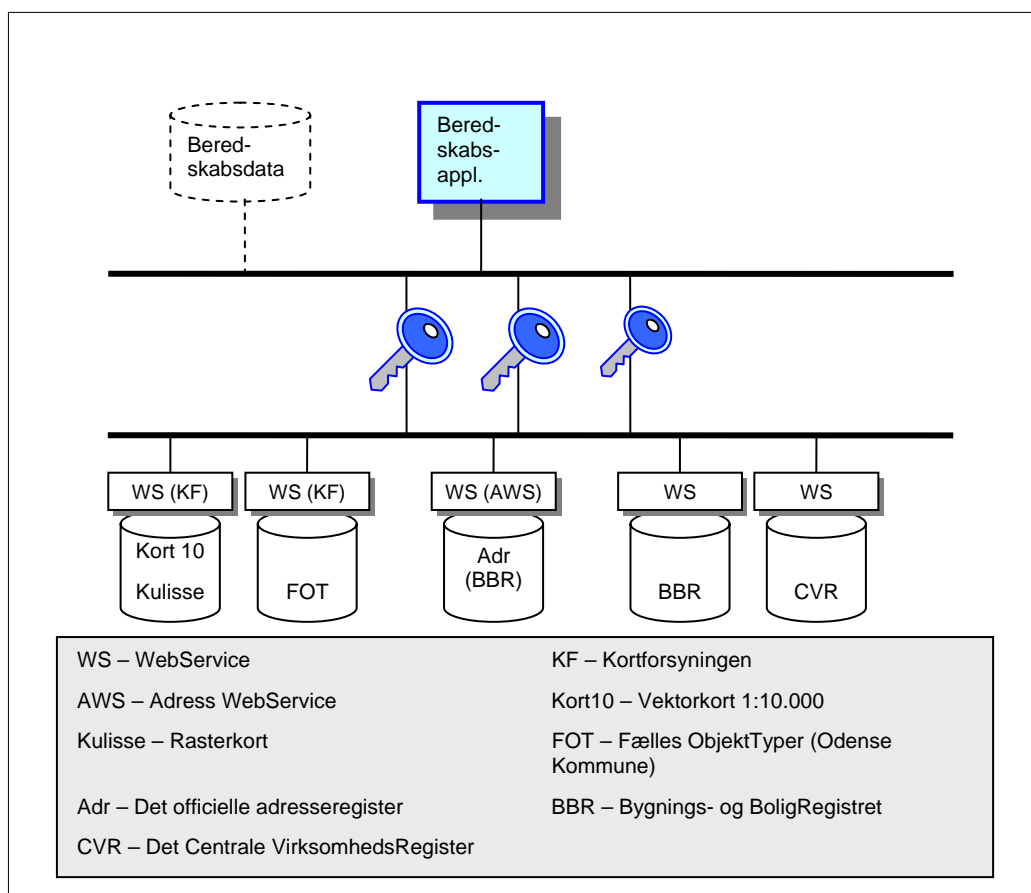 Bered-
skabsdata
Bered-
skabs-
appl.
WS (KF)
WS (KF)
WS (AWS)
WS
WS
Kort 10
Kulisse
FOT
Adr
(BBR)
BBR
CVR
WS – WebService
KF – Kortforsyningen
AWS – Adress WebService
Kort10 – Vektorkort 1:10.000
Kulisse – Rasterkort
FOT – Fælles ObjektTyper (Odense
Kommune)
Adr – Det officielle adresseregister
BBR – Bygnings- og BoligRegistret
CVR – Det Centrale VirksomhedsRegister